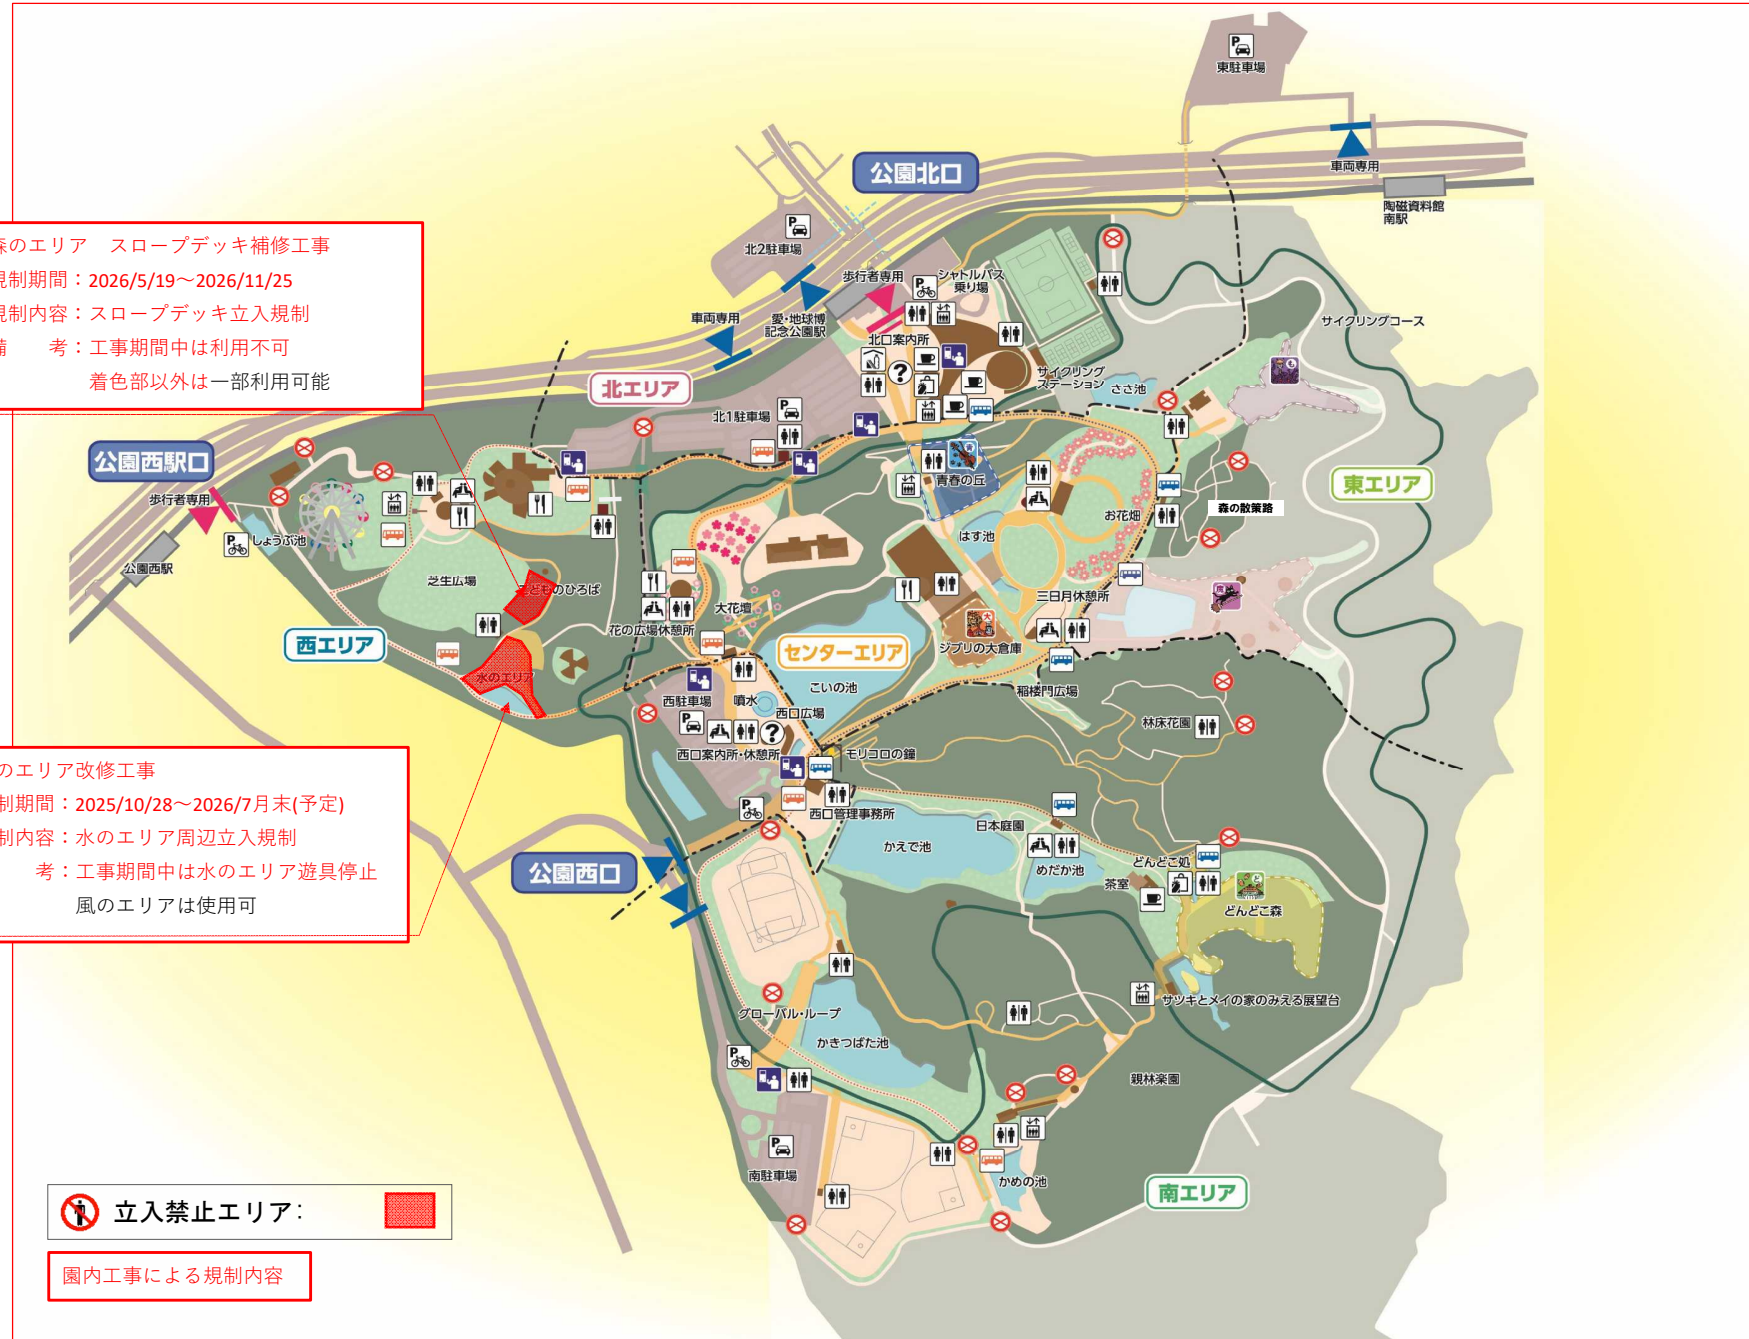 東駐車場
車両専用
公園北口
陶磁資料館
南駅
北2駐車場
歩行者専用
シャトルバス
乗り場
愛・地球博
記念公園駅
車両専用
北口案内所
サイクリングコース
サイクリング
ステーション
ささ池
森のエリア スロープデッキ補修工事
規制期間：2026/5/19～2026/11/25
規制内容：スロープデッキ立入規制
備 考：工事期間中は利用不可
着色部以外は一部利用可能
北エリア
北1駐車場
公園西駅口
歩行者専用
しょうぶ池
公園西駅
青春の丘
お花畑
森の散策路
東エリア
はす池
芝生広場
こどものひろば
大花壇
花の広場休憩所
三日月休憩所
西エリア
センターエリア
ジブリの大倉庫
水のエリア
こいの池
西駐車場
噴水
西口広場
稲楼門広場
林床花園
西口案内所・休憩所
モリコロの鐘
のエリア改修工事
制期間：2025/10/28～2026/7月末(予定)
制内容：水のエリア周辺立入規制
考：工事期間中は水のエリア遊具停止
風のエリアは使用可
西口管理事務所
日本庭園
かえで池
めだか池
どんどこ処
茶室
公園西口
どんどこ森
サツキとメイの家のみえる展望台
グローバル・ループ
かきつばた池
親林楽園
南駐車場
かめの池
南エリア
立入禁止エリア：
園内工事による規制内容